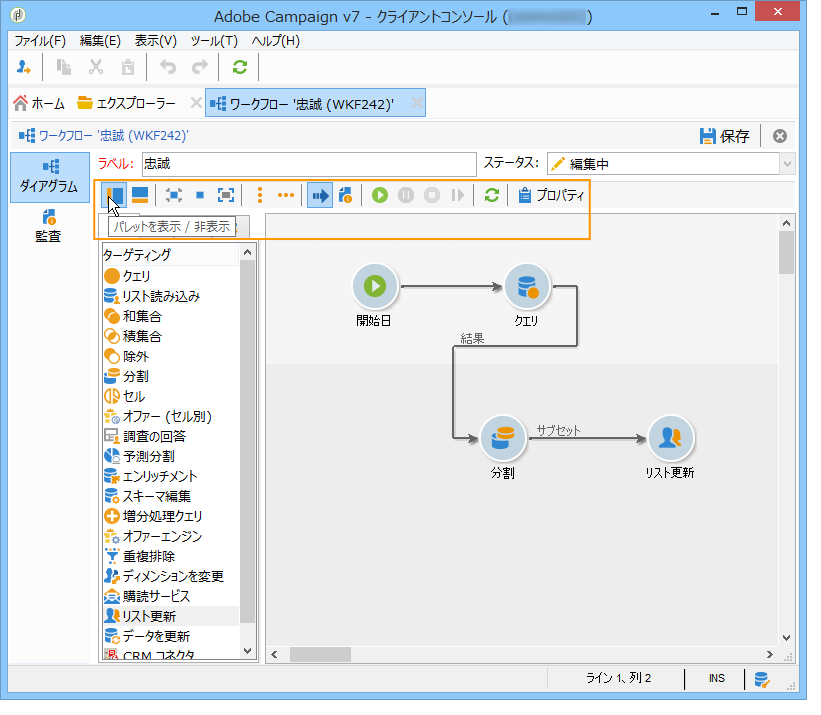 Adobe Campaign v7 - クライアントコンソール ( )
ファイル(F) 編集(E) 表示(V) ツール(T) ヘルプ(H)
ホーム エクスプローラー ワークフロー '忠誠 (WKF242)'
ワークフロー '忠誠 (WKF242)' 保存
ダイアグラム
監査
ラベル: 忠誠 ステータス: 編集中
プロパティ
パレットを表示 / 非表示
ターゲティング
クエリ
リスト読み込み
和集合
積集合
除外
分割
セル
オファー (セル別)
調査の回答
予測分割
エンリッチメント
スキーマ編集
増分処理クエリ
オファーエンジン
重複排除
ディメンションを変更
購読サービス
リスト更新
データを更新
CRM コネクタ
開始日
クエリ
結果
分割
サブセット
リスト更新
ライン 1、列 2 INS